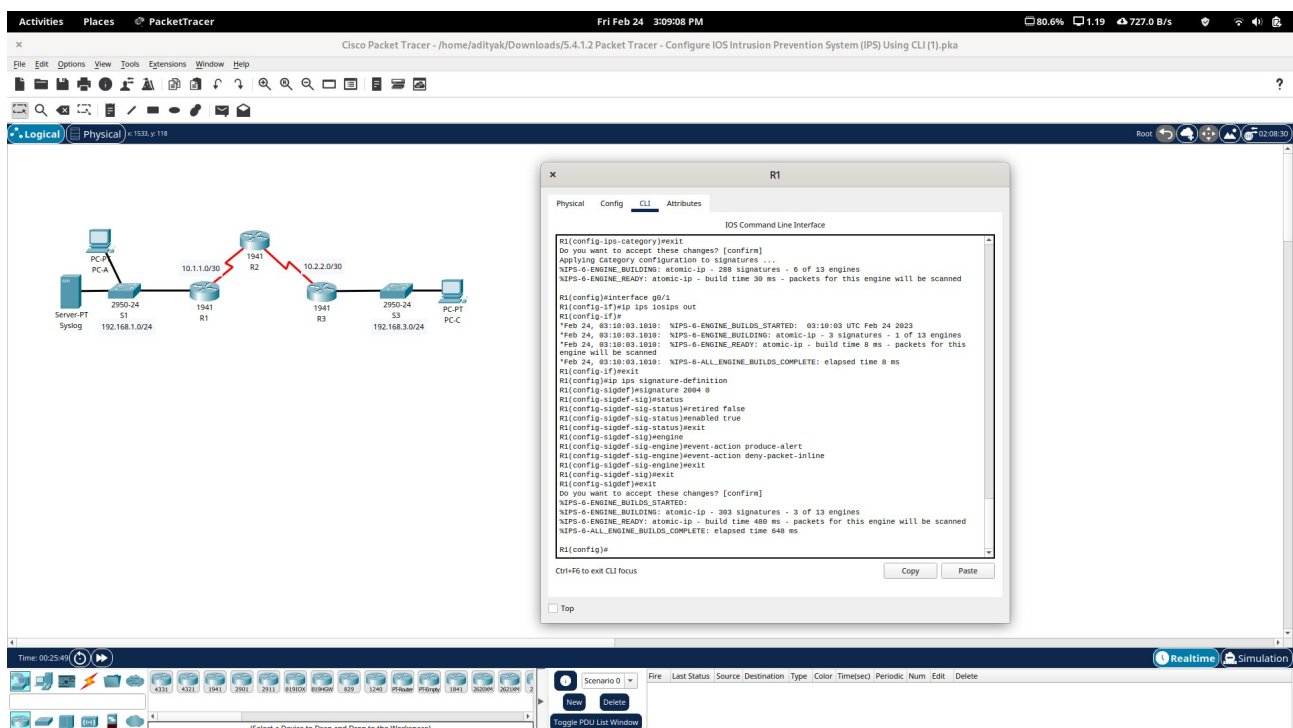 Activities Places PacketTracer Fri Feb 24 3:09:08 PM 80.6% 1.19 727.0 B/s
Cisco Packet Tracer - /home/adityak/Downloads/5.4.1.2 Packet Tracer - Configure IOS Intrusion Prevention System (IPS) Using CLI (1).pka
File Edit Options View Tools Extensions Window Help
?
Logical Physical x: 1533, y: 118 Root 02:08:30
PC-PT
PC-A
Server-PT
Syslog
2950-24
S1
192.168.1.0/24
10.1.1.0/30
1941
R1
1941
R2
10.2.2.0/30
1941
R3
2950-24
S3
192.168.3.0/24
PC-PT
PC-C
R1
Physical Config CLI Attributes
IOS Command Line Interface
R1(config-ips-category)#exit
Do you want to accept these changes? [confirm]
Applying Category configuration to signatures ...
%IPS-6-ENGINE_BUILDING: atomic-ip - 288 signatures - 6 of 13 engines
%IPS-6-ENGINE_READY: atomic-ip - build time 30 ms - packets for this engine will be scanned
R1(config)#interface g0/1
R1(config-if)#ip ips iosips out
R1(config-if)#
*Feb 24, 03:10:03.1010: %IPS-6-ENGINE_BUILDS_STARTED: 03:10:03 UTC Feb 24 2023
*Feb 24, 03:10:03.1010: %IPS-6-ENGINE_BUILDING: atomic-ip - 3 signatures - 1 of 13 engines
*Feb 24, 03:10:03.1010: %IPS-6-ENGINE_READY: atomic-ip - build time 8 ms - packets for this
engine will be scanned
*Feb 24, 03:10:03.1010: %IPS-6-ALL_ENGINE_BUILDS_COMPLETE: elapsed time 8 ms
R1(config-if)#exit
R1(config)#ip ips signature-definition
R1(config-sigdef)#signature 2004 0
R1(config-sigdef-sig)#status
R1(config-sigdef-sig-status)#retired false
R1(config-sigdef-sig-status)#enabled true
R1(config-sigdef-sig-status)#exit
R1(config-sigdef-sig)#engine
R1(config-sigdef-sig-engine)#event-action produce-alert
R1(config-sigdef-sig-engine)#event-action deny-packet-inline
R1(config-sigdef-sig-engine)#exit
R1(config-sigdef-sig)#exit
R1(config-sigdef)#exit
Do you want to accept these changes? [confirm]
%IPS-6-ENGINE_BUILDS_STARTED:
%IPS-6-ENGINE_BUILDING: atomic-ip - 303 signatures - 3 of 13 engines
%IPS-6-ENGINE_READY: atomic-ip - build time 480 ms - packets for this engine will be scanned
%IPS-6-ALL_ENGINE_BUILDS_COMPLETE: elapsed time 648 ms
R1(config)#
Ctrl+F6 to exit CLI focus Copy Paste
Top
Time: 00:25:49 Realtime Simulation
4331 4321 1941 2901 2911 819IOX 819HGW 829 1240 PT-Router PT-Empty 1841 2620XM 2621XM 2
Scenario 0 Fire Last Status Source Destination Type Color Time(sec) Periodic Num Edit Delete
New Delete
Toggle PDU List Window
(Select a Device to Drag and Drop to the Workspace)